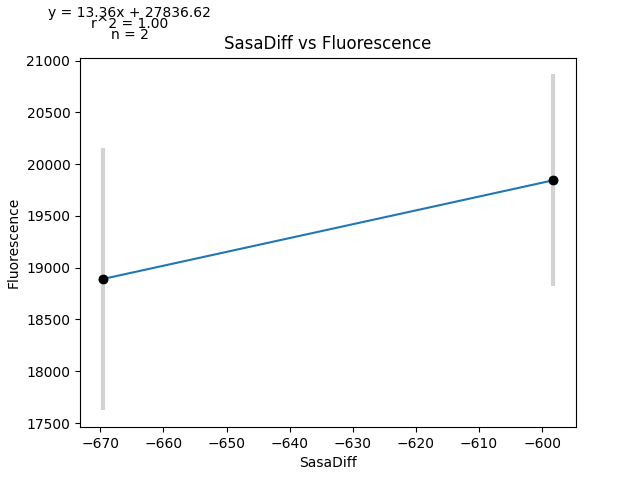 y = 13.36x + 27836.62
r^2 = 1.00
n = 2
SasaDiff vs Fluorescence
21000
20500
20000
19500
19000
18500
18000
17500
Fluorescence
−670 −660 −650 −640 −630 −620 −610 −600
SasaDiff